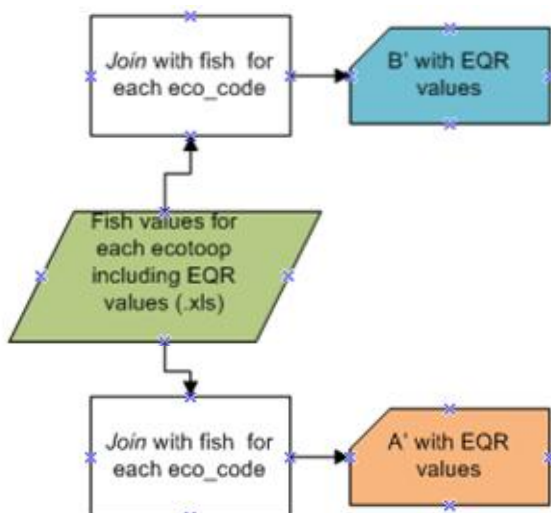 Join with fish for
each eco_code
B' with EQR
values
Fish values for
each ecotoop
including EQR
values (.xls)
Join with fish for
each eco_code
A' with EQR
values